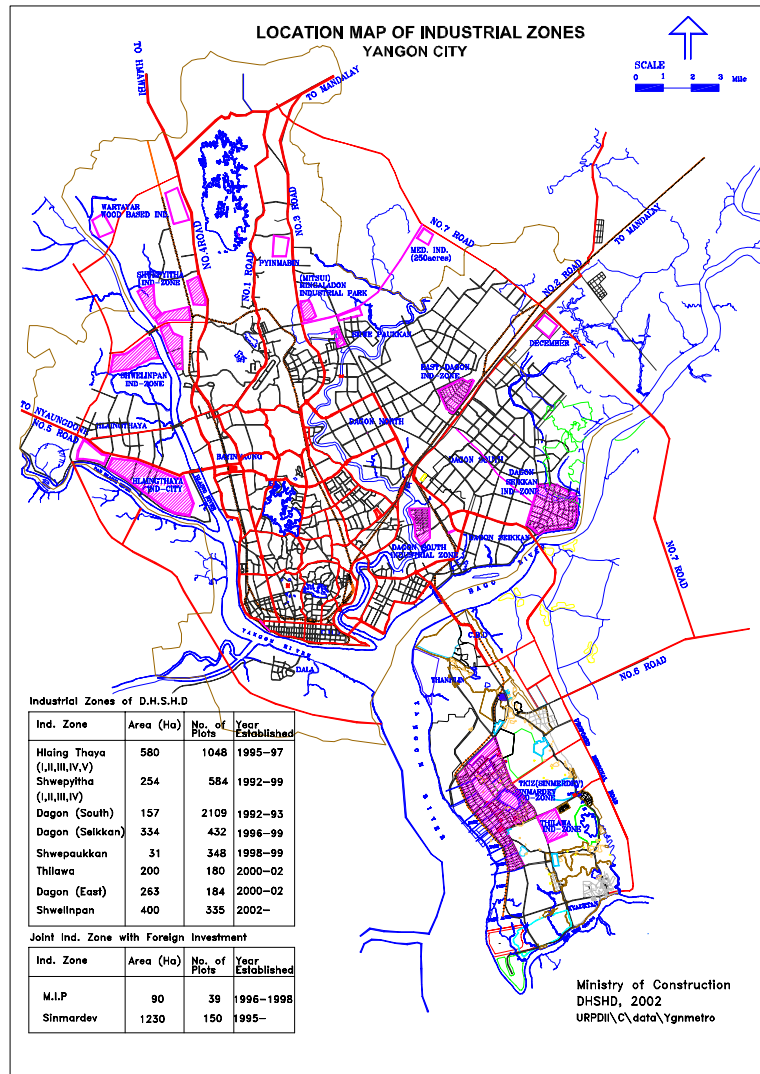 LOCATION MAP OF INDUSTRIAL ZONES
YANGON CITY
SCALE
0 1 2 3 Mile
TO HMAWBI
TO MANDALAY
WARTAYAR
WOOD BASED IND.
NO.4 ROAD
NO.1 ROAD
NO.3 ROAD
PYINMABIN
NO.7 ROAD
MED. IND.
(250acres)
NO.2 ROAD
TO MANDALAY
SHWEPYITHA
IND-ZONE
(MITSUI)
MINGALADON
INDUSTRIAL PARK
SHWE PAUKKAN
DECEMBER
SHWELINPAN
IND-ZONE
EAST DAGON
IND-ZONE
TO NYAUNGDONE
NO.5 ROAD
HLAINGTHAYA
DAGON NORTH
BAYINNAUNG
DAGON SOUTH
HLAINGTHAYA
IND-CITY
DAGON
SEIKKAN
IND-ZONE
DAGON SOUTH
INDUSTRIAL ZONE
DAGON SEIKKAN
NO.7 ROAD
BAGO RIVER
YANGON RIVER
DALA
THANLYIN
NO.6 ROAD
YANGON RIVER
TKIZ(SINMERDEV)
IND-ZONE
THILAWA
IND-ZONE
Industrial Zones of D.H.S.H.D
Ind. Zone Area (Ha) No. of Plots Year Established
Hlaing Thaya 580 1048 1995-97
(I,II,III,IV,V)
Shwepyitha 254 584 1992-99
(I,II,III,IV)
Dagon (South) 157 2109 1992-93
Dagon (Seikkan) 334 432 1996-99
Shwepaukkan 31 348 1998-99
Thilawa 200 180 2000-02
Dagon (East) 263 184 2000-02
Shwelinpan 400 335 2002-
Joint Ind. Zone with Foreign Investment
Ind. Zone Area (Ha) No. of Plots Year Established
M.I.P 90 39 1996-1998
Sinmardev 1230 150 1995-
Ministry of Construction
DHSHD, 2002
URPDII\C\data\Ygnmetro